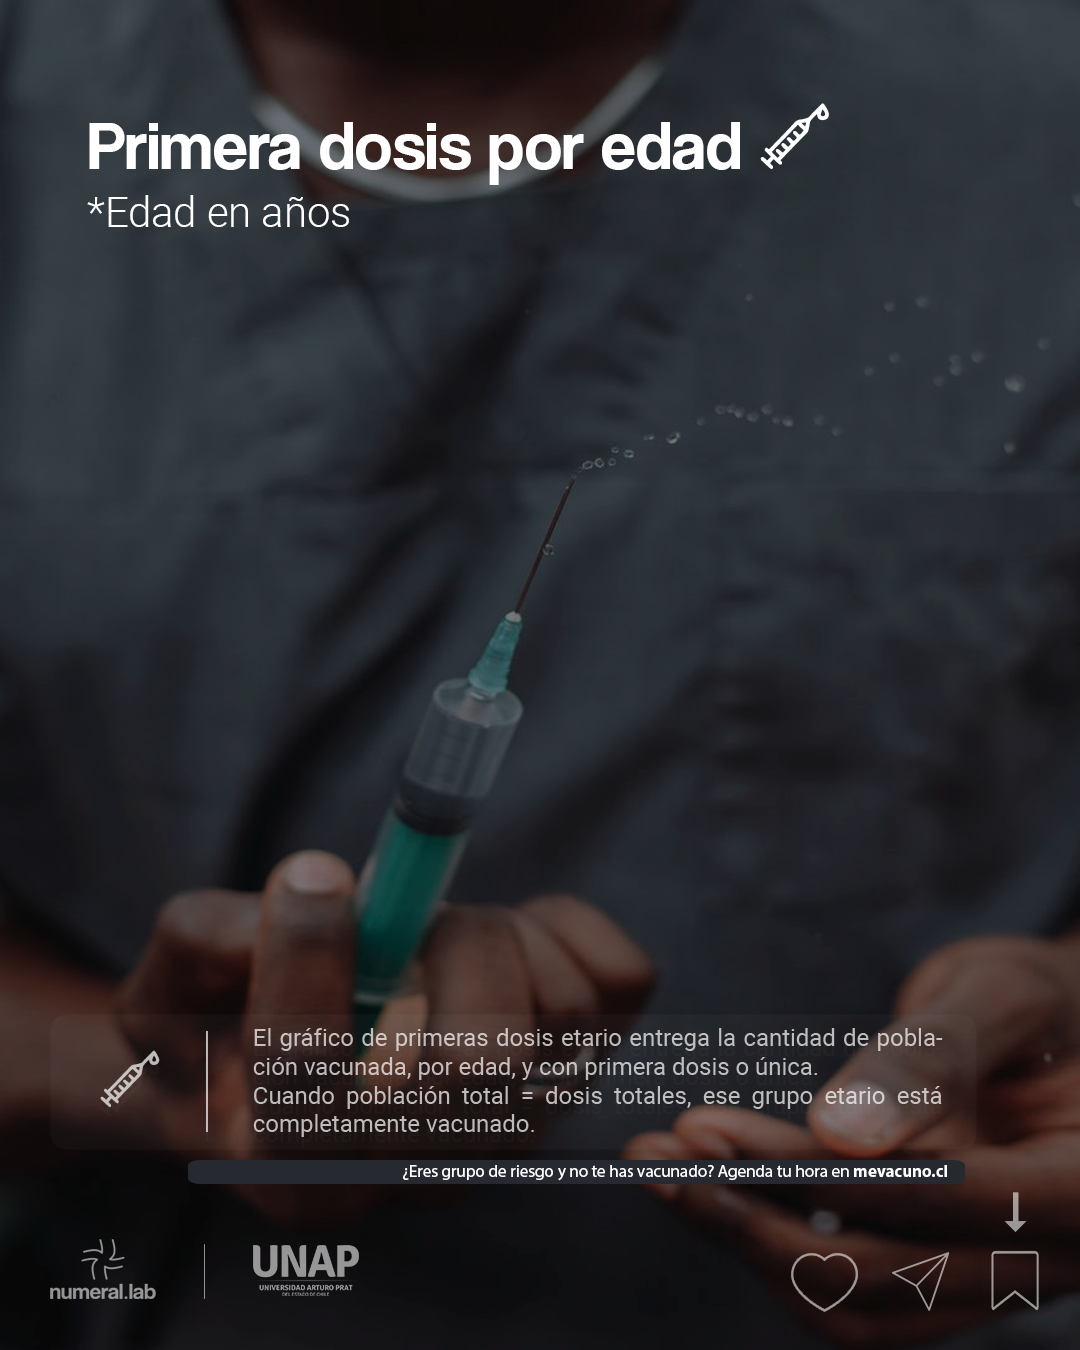 Primera dosis por edad
*Edad en años
El gráfico de primeras dosis etario entrega la cantidad de pobla-
ción vacunada, por edad, y con primera dosis o única.
Cuando población total = dosis totales, ese grupo etario está
completamente vacunado.
¿Eres grupo de riesgo y no te has vacunado? Agenda tu hora en mevacuno.cl
numeral.lab
UNAP
UNIVERSIDAD ARTURO PRAT
DEL ESTADO DE CHILE